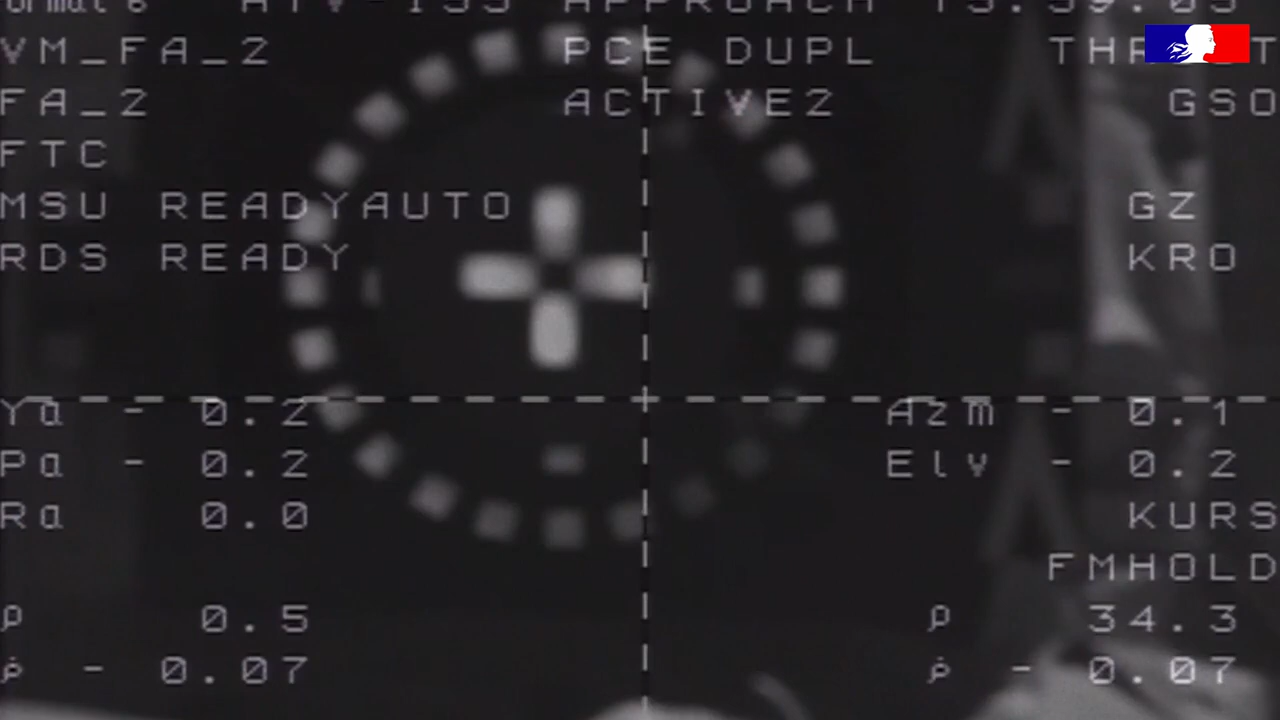 ATV-ISS APPROACH
VM_FA_2 PCE DUPL
FA_2 ACTIVE2 GSO
FTC
MSU READYAUTO GZ
RDS READY KRO
Ya - 0.2 Azm - 0.1
Pa - 0.2 Elv - 0.2
Ra 0.0 KURS
FMHOLD
ρ 0.5 ρ 34.3
ρ̇ - 0.07 ρ̇ - 0.07